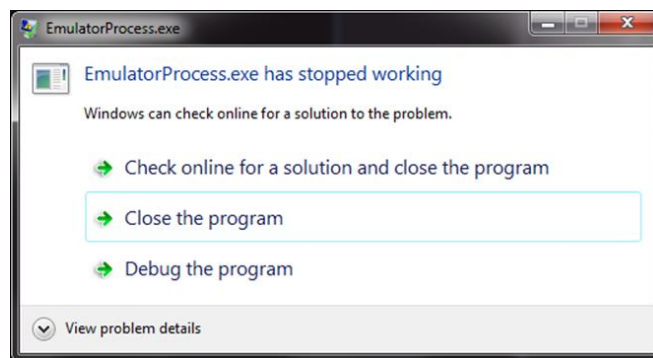 EmulatorProcess.exe
EmulatorProcess.exe has stopped working
Windows can check online for a solution to the problem.
Check online for a solution and close the program
Close the program
Debug the program
View problem details